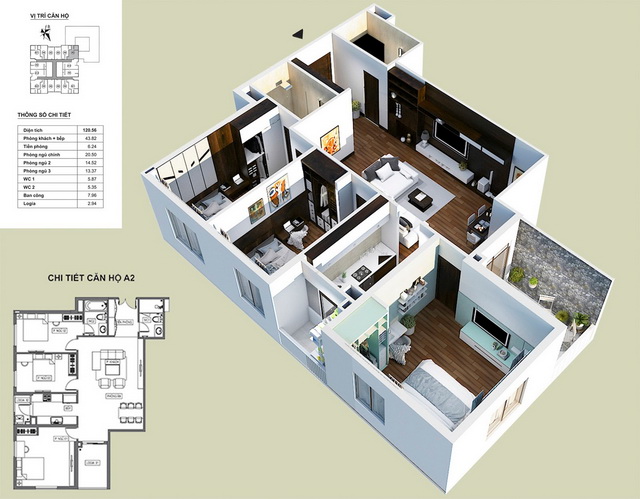 VỊ TRÍ CĂN HỘ
THÔNG SỐ CHI TIẾT
Diện tích 120.56
Phòng khách + bếp 43.82
Tiền phòng 6.24
Phòng ngủ chính 20.50
Phòng ngủ 2 14.52
Phòng ngủ 3 13.37
WC 1 5.87
WC 2 5.35
Ban công 7.96
Logia 2.94
CHI TIẾT CĂN HỘ A2